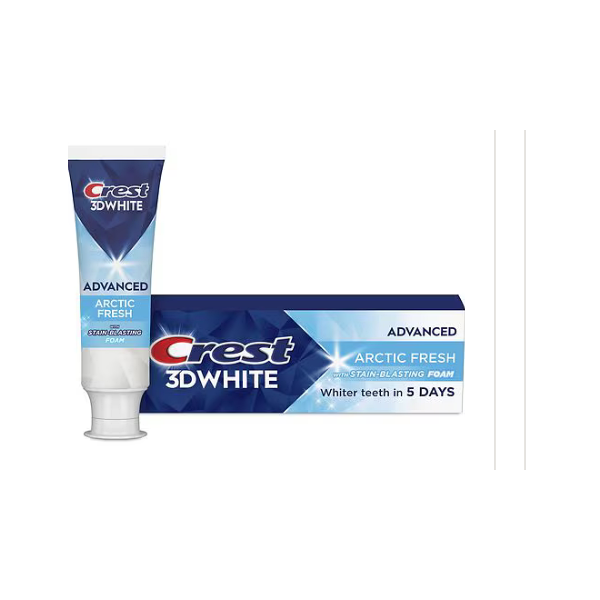 Crest
3DWHITE
ADVANCED
ARCTIC
FRESH
WITH
STAIN-BLASTING
FOAM
Crest
3DWHITE
ADVANCED
ARCTIC FRESH
WITH STAIN-BLASTING FOAM
Whiter teeth in 5 DAYS